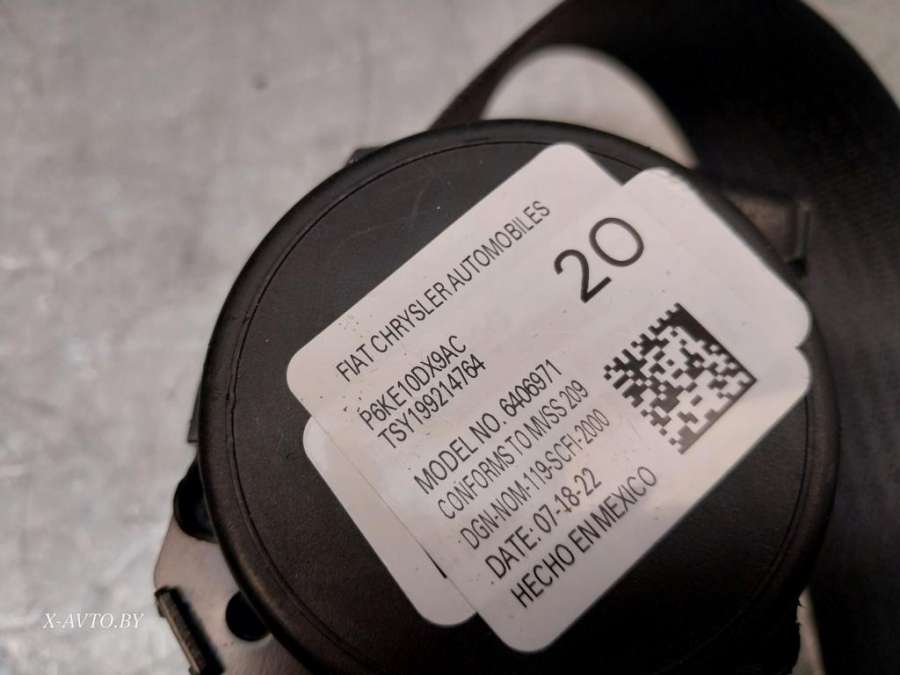 FIAT CHRYSLER AUTOMOBILES
20
P6KE10DX9AC
TSY199214764
MODEL NO. 6406971
CONFORMS TO MVSS 209
DGN-NOM-119-SCFI-2000
DATE: 07-18-22
HECHO EN MEXICO
X-AVTO.BY